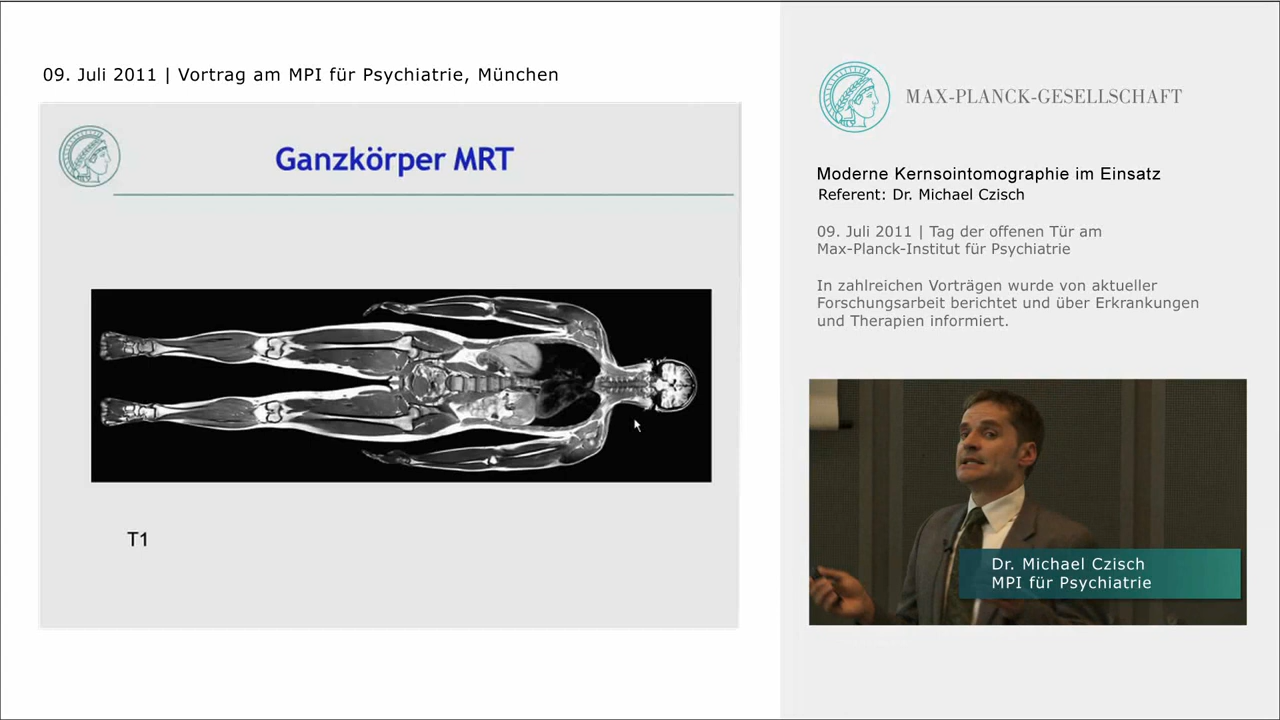 09. Juli 2011 | Vortrag am MPI für Psychiatrie, München
Ganzkörper MRT
T1
MAX-PLANCK-GESELLSCHAFT
Moderne Kernsointomographie im Einsatz
Referent: Dr. Michael Czisch
09. Juli 2011 | Tag der offenen Tür am
Max-Planck-Institut für Psychiatrie
In zahlreichen Vorträgen wurde von aktueller
Forschungsarbeit berichtet und über Erkrankungen
und Therapien informiert.
Dr. Michael Czisch
MPI für Psychiatrie